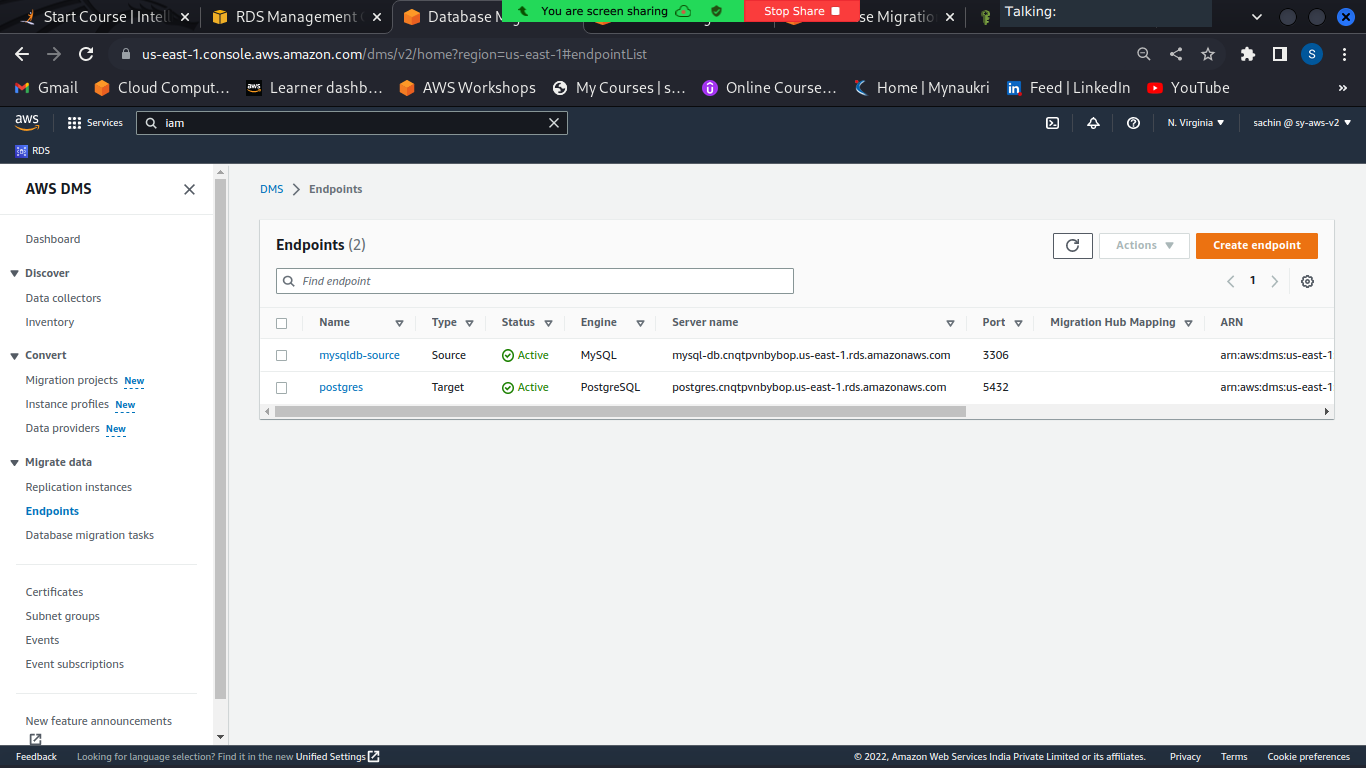 Start Course | Intell
RDS Management
Database M
You are screen sharing
Stop Share
se Migratio
Talking:
us-east-1.console.aws.amazon.com/dms/v2/home?region=us-east-1#endpointList
S
Gmail
Cloud Comput...
aws
Learner dashb...
AWS Workshops
My Courses | s...
Online Course...
Home | Mynaukri
in
Feed | LinkedIn
YouTube
»
aws
Services
iam
N. Virginia
sachin @ sy-aws-v2
RDS
AWS DMS
Dashboard
Discover
Data collectors
Inventory
Convert
Migration projects New
Instance profiles New
Data providers New
Migrate data
Replication instances
Endpoints
Database migration tasks
Certificates
Subnet groups
Events
Event subscriptions
New feature announcements
DMS > Endpoints
Endpoints (2)
Actions
Create endpoint
Find endpoint
1
Name Type Status Engine Server name Port Migration Hub Mapping ARN
mysqldb-source Source Active MySQL mysql-db.cnqtpvnbybop.us-east-1.rds.amazonaws.com 3306 arn:aws:dms:us-east-1
postgres Target Active PostgreSQL postgres.cnqtpvnbybop.us-east-1.rds.amazonaws.com 5432 arn:aws:dms:us-east-1
Feedback
Looking for language selection? Find it in the new Unified Settings
© 2022, Amazon Web Services India Private Limited or its affiliates.
Privacy
Terms
Cookie preferences